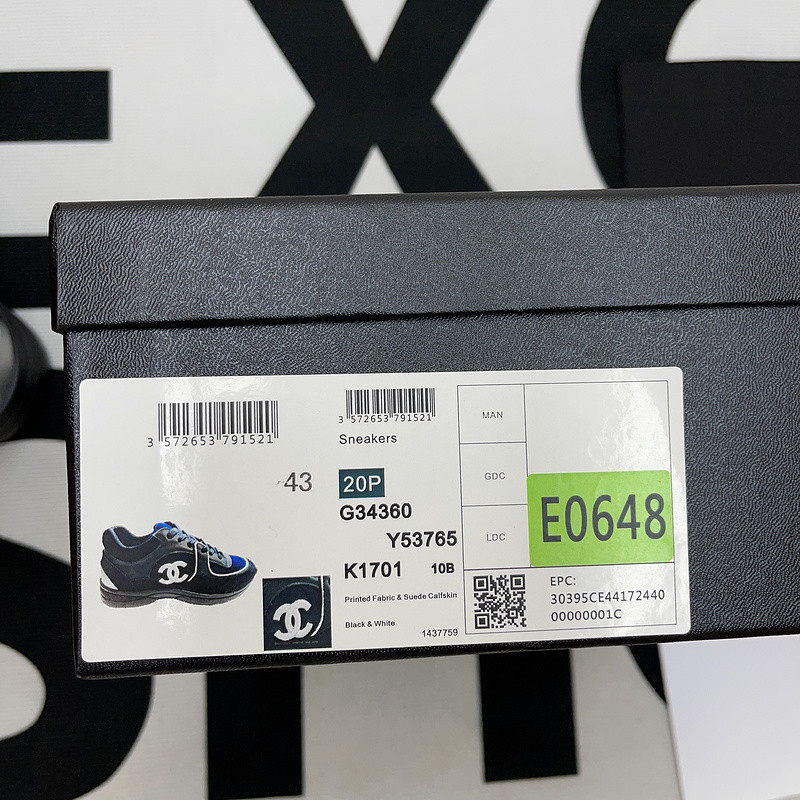 EXC
3 572653 791521
3 572653 791521
Sneakers
43
20P
G34360
Y53765
K1701 10B
Printed Fabric & Suede Calfskin
Black & White
1437759
MAN
GDC
LDC
E0648
EPC:
30395CE44172440
00000001C